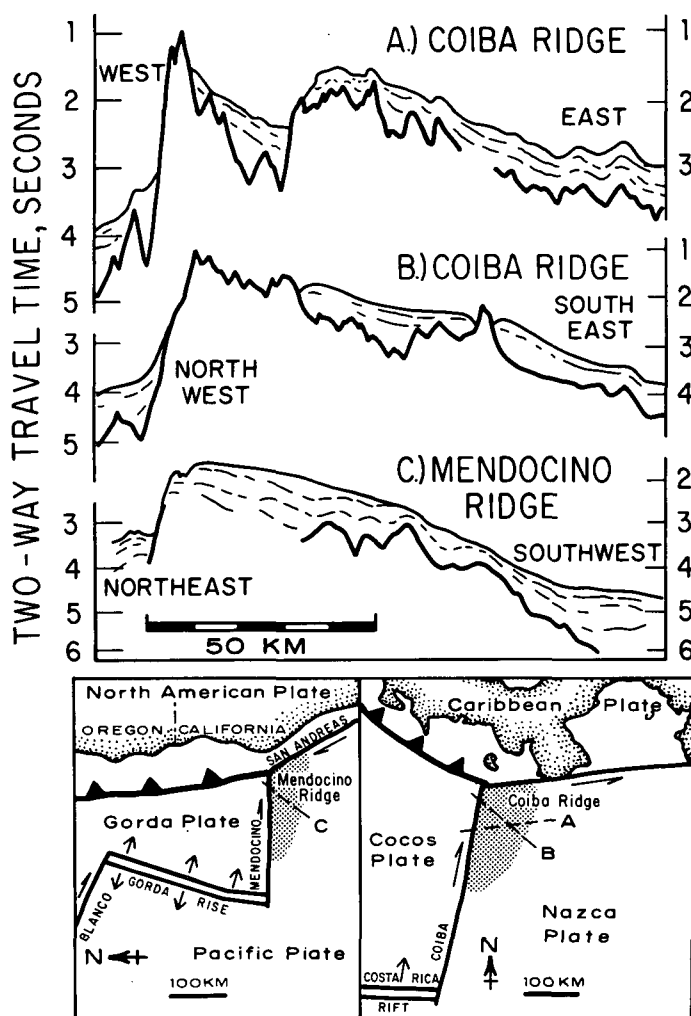 TWO-WAY TRAVEL TIME, SECONDS
1
2
3
4
5
3
4
5
3
4
5
6
1
2
3
4
1
2
3
4
2
3
4
5
6
A.) COIBA RIDGE
WEST
EAST
B.) COIBA RIDGE
NORTH
WEST
SOUTH
EAST
C.) MENDOCINO
RIDGE
NORTHEAST
SOUTHWEST
50 KM
North American Plate
OREGON
CALIFORNIA
SAN ANDREAS
Mendocino
Ridge
C
Gorda Plate
MENDOCINO
GORDA
RISE
BLANCO
N
Pacific Plate
100KM
Caribbean Plate
Coiba Ridge
A
B
Cocos
Plate
COIBA
Nazca
Plate
N
COSTA RICA
RIFT
100KM